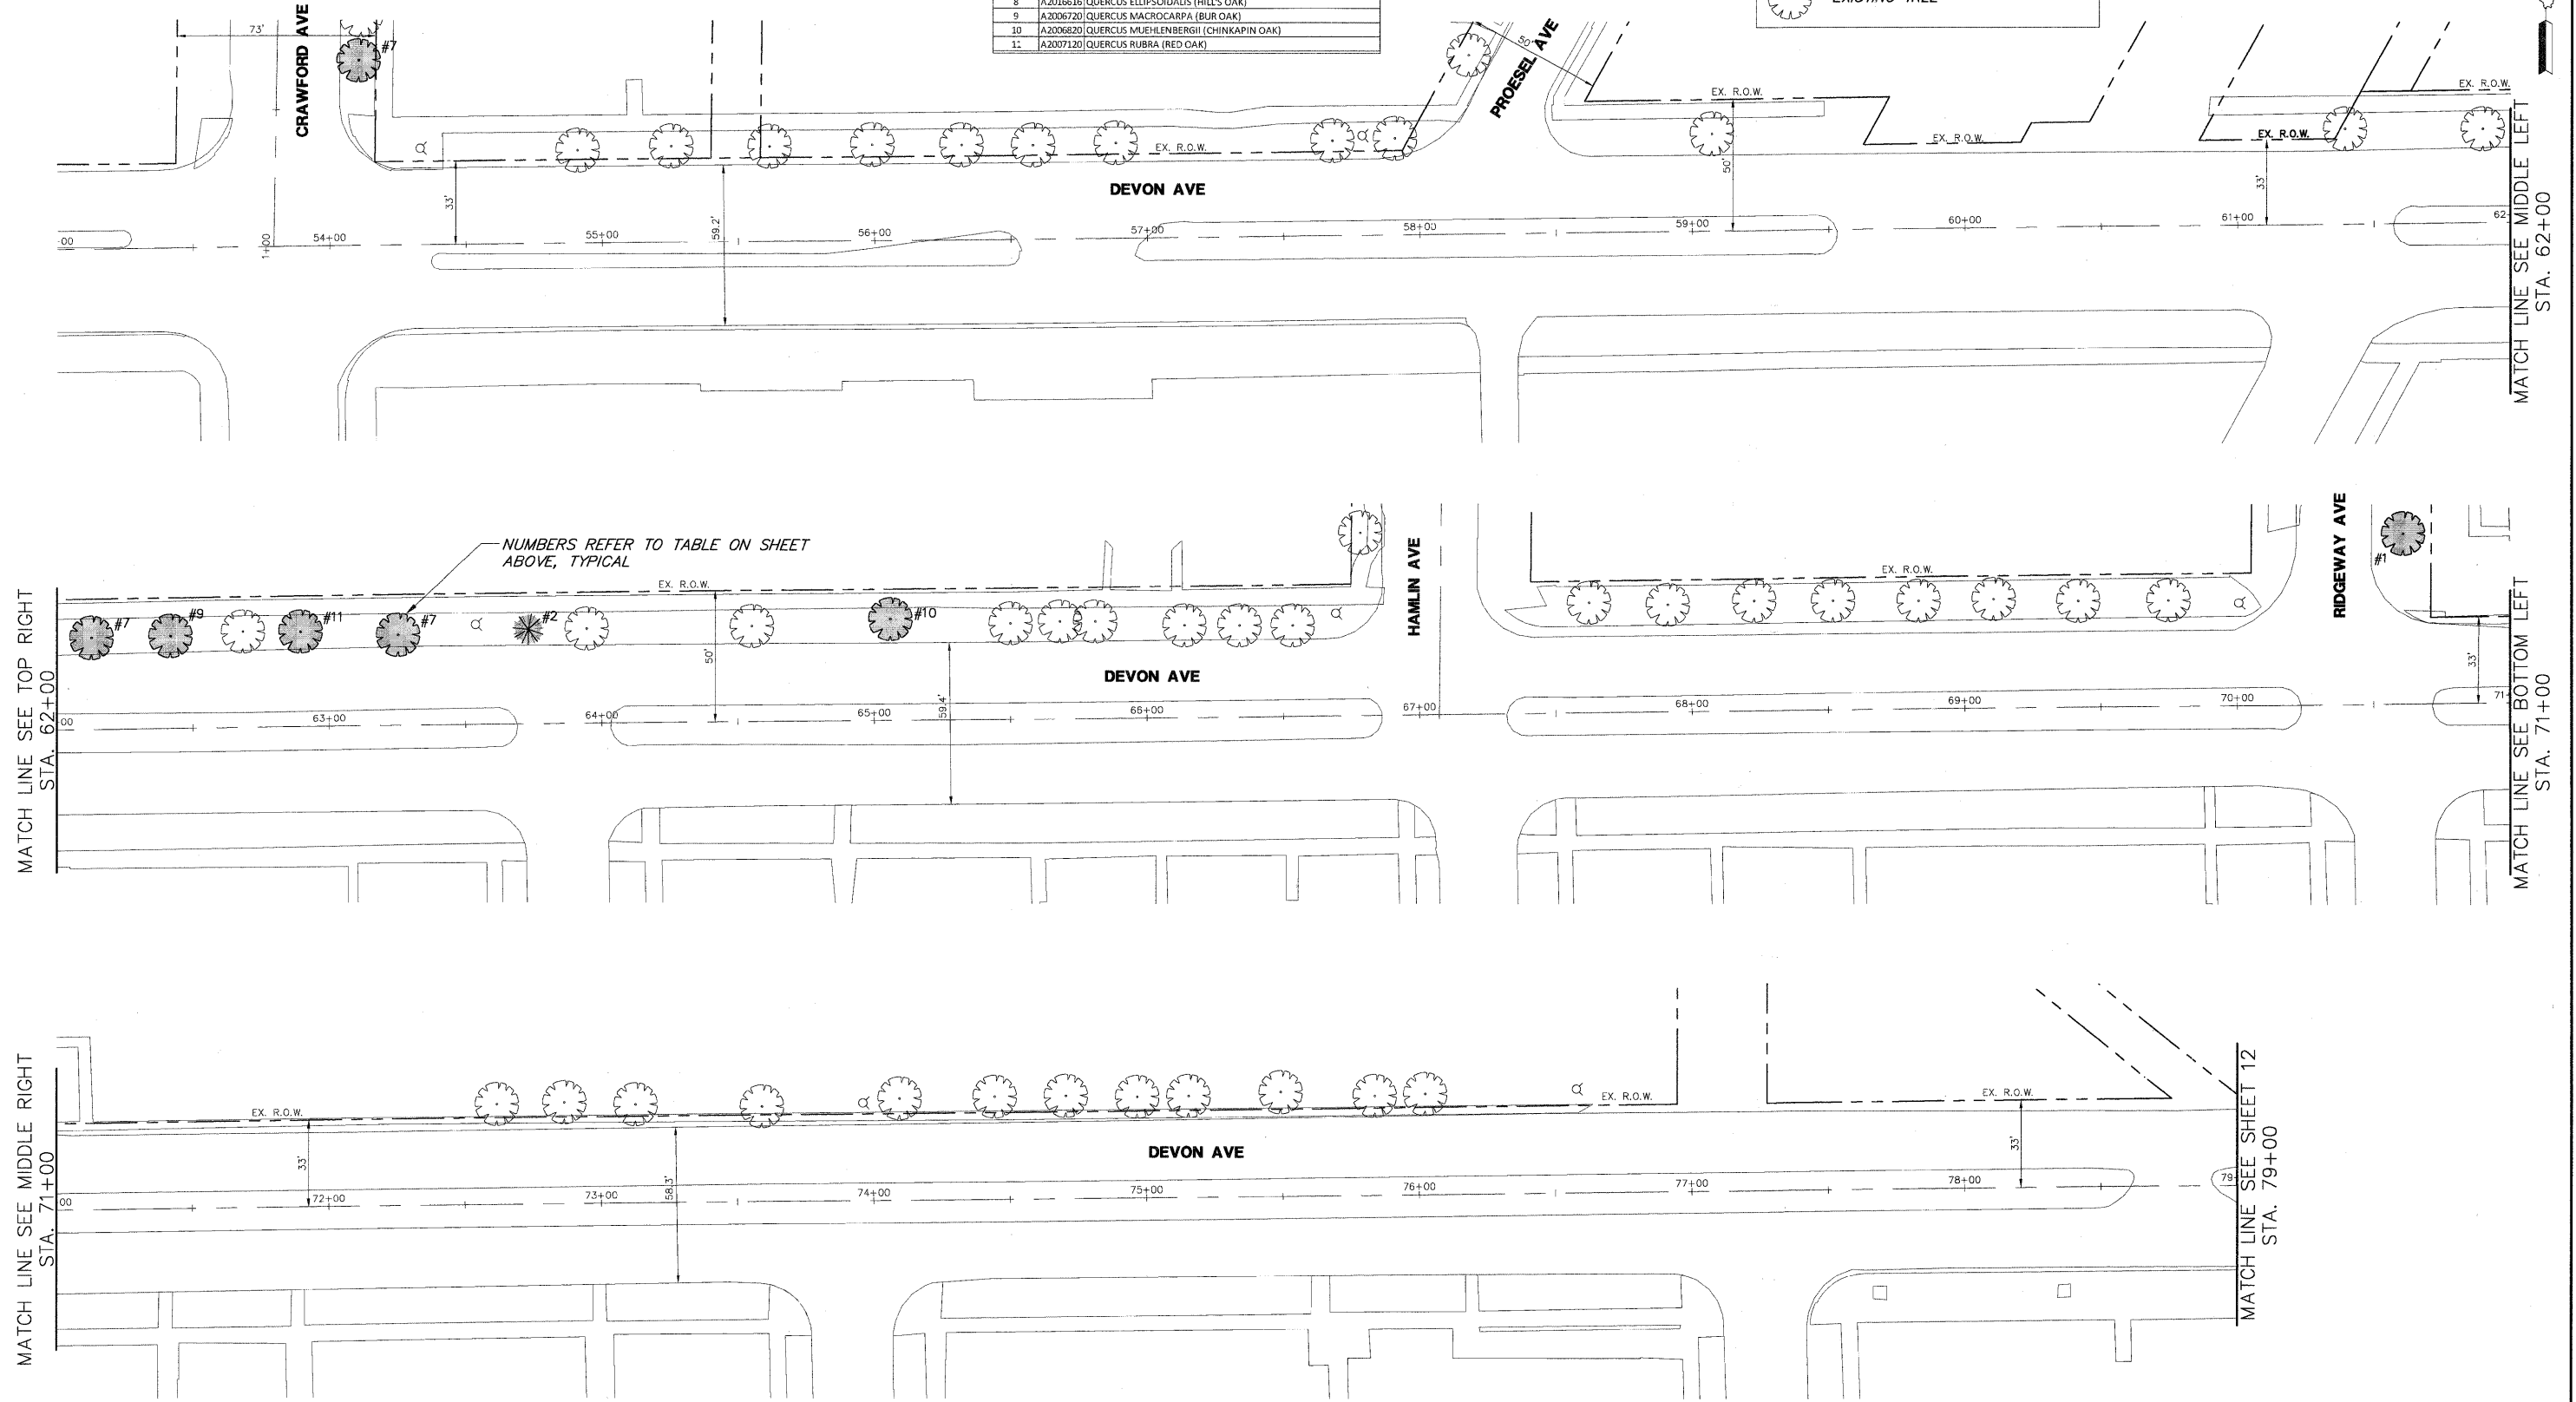 8 A2016616 QUERCUS ELLIPSOIDALIS (HILL'S OAK)
9 A2006720 QUERCUS MACROCARPA (BUR OAK)
10 A2006820 QUERCUS MUEHLENBERGII (CHINKAPIN OAK)
11 A2007120 QUERCUS RUBRA (RED OAK)
EXISTING TREE
73'
CRAWFORD AVE
#7
50'
PROESEL AVE
EX. R.O.W.
EX. R.O.W.
EX. R.O.W.
EX. R.O.W.
EX. R.O.W.
DEVON AVE
33'
59.2'
50'
33'
-00
1+00
54+00
55+00
56+00
57+00
58+00
59+00
60+00
61+00
62
MATCH LINE SEE MIDDLE LEFT
STA. 62+00
NUMBERS REFER TO TABLE ON SHEET
ABOVE, TYPICAL
MATCH LINE SEE TOP RIGHT
STA. 62+00
EX. R.O.W.
EX. R.O.W.
#7
#9
#11
#7
#2
#10
#1
HAMLIN AVE
RIDGEWAY AVE
DEVON AVE
50'
59.4'
33'
00
63+00
64+00
65+00
66+00
67+00
68+00
69+00
70+00
71
MATCH LINE SEE BOTTOM LEFT
STA. 71+00
MATCH LINE SEE MIDDLE RIGHT
STA. 71+00
EX. R.O.W.
EX. R.O.W.
EX. R.O.W.
DEVON AVE
33'
58.3'
33'
00
72+00
73+00
74+00
75+00
76+00
77+00
78+00
79
MATCH LINE SEE SHEET 12
STA. 79+00